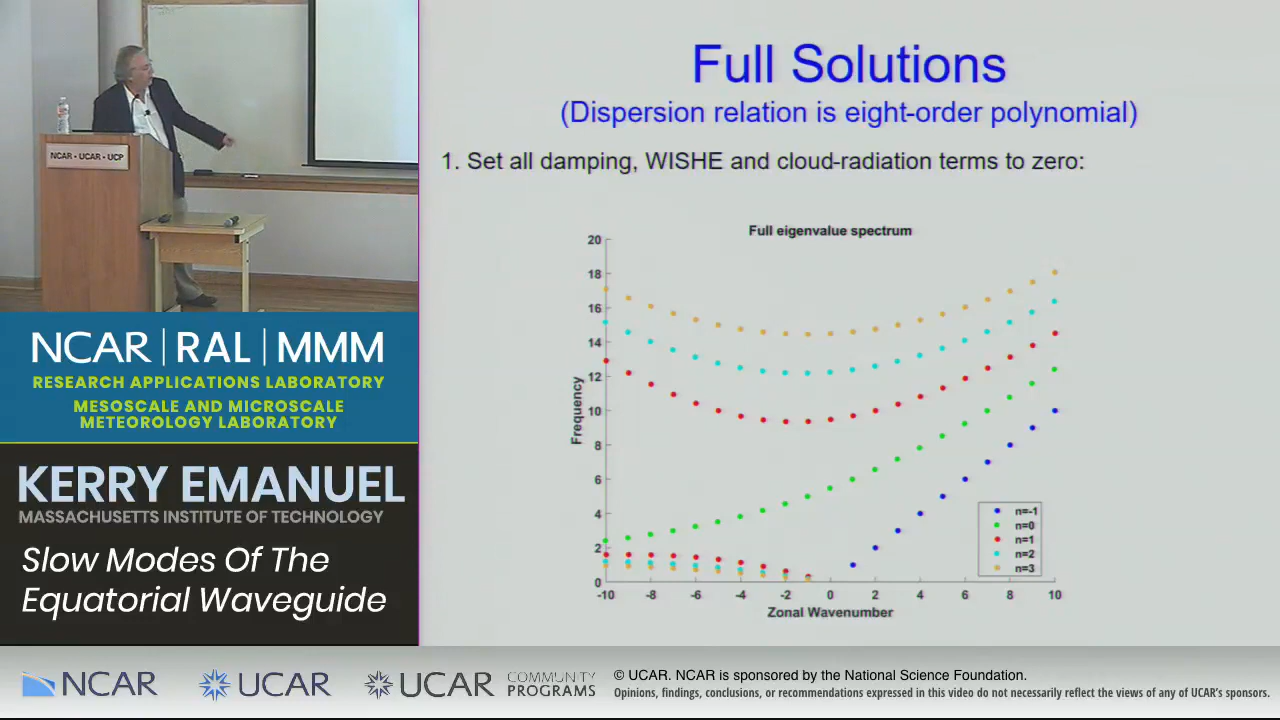 NCAR • UCAR • UCP
Full Solutions
(Dispersion relation is eight-order polynomial)
1. Set all damping, WISHE and cloud-radiation terms to zero:
Full eigenvalue spectrum
20
18
16
14
12
10
8
6
4
2
0
Frequency
-10 -8 -6 -4 -2 0 2 4 6 8 10
Zonal Wavenumber
n=-1
n=0
n=1
n=2
n=3
NCAR | RAL | MMM
RESEARCH APPLICATIONS LABORATORY
MESOSCALE AND MICROSCALE
METEOROLOGY LABORATORY
KERRY EMANUEL
MASSACHUSETTS INSTITUTE OF TECHNOLOGY
Slow Modes Of The
Equatorial Waveguide
NCAR
UCAR
UCAR
COMMUNITY
PROGRAMS
© UCAR. NCAR is sponsored by the National Science Foundation.
Opinions, findings, conclusions, or recommendations expressed in this video do not necessarily reflect the views of any of UCAR's sponsors.